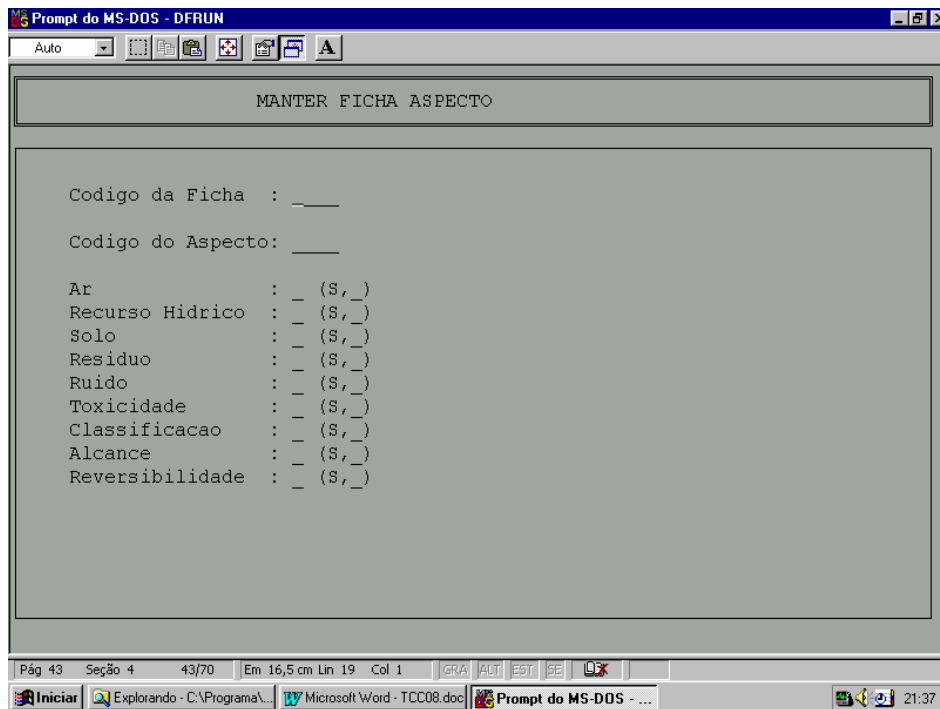 Prompt do MS-DOS - DFRUN
Auto
A
MANTER FICHA ASPECTO
Codigo da Ficha : ____
Codigo do Aspecto: ____
Ar : _ (S,_)
Recurso Hidrico : _ (S,_)
Solo : _ (S,_)
Residuo : _ (S,_)
Ruido : _ (S,_)
Toxicidade : _ (S,_)
Classificacao : _ (S,_)
Alcance : _ (S,_)
Reversibilidade : _ (S,_)
Pág 43 Seção 4 43/70 Em 16,5 cm Lin 19 Col 1 GRA ALT EST SE
Iniciar Explorando - C:\Programa\... Microsoft Word - TCC08.doc Prompt do MS-DOS - ... 21:37